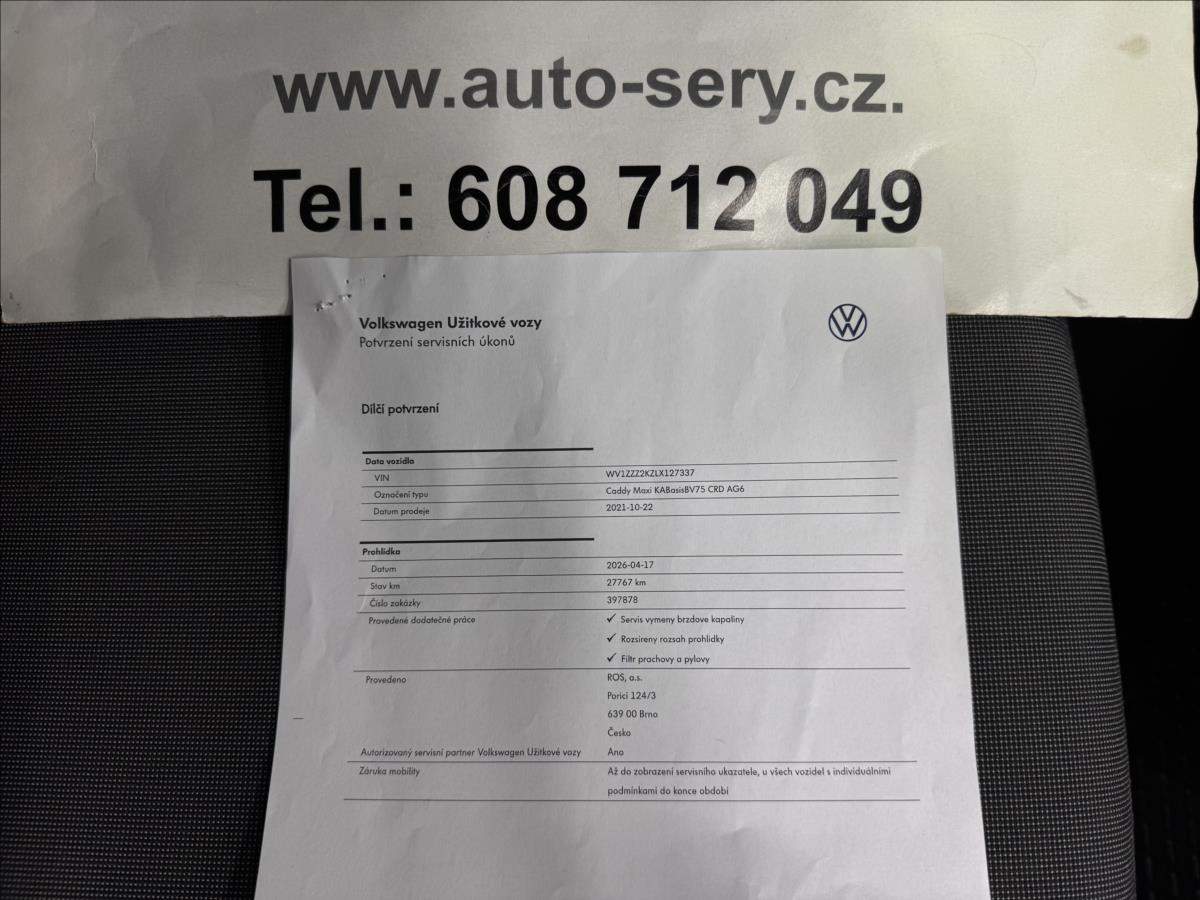 www.auto-sery.cz.
Tel.: 608 712 049
Volkswagen Užitkové vozy
Potvrzení servisních úkonů
Dílčí potvrzení
Data vozidla
VIN WV1ZZZ2KZLX127337
Označení typu Caddy Maxi KABasisBV75 CRD AG6
Datum prodeje 2021-10-22
Prohlídka
Datum 2026-04-17
Stav km 27767 km
Číslo zakázky 397878
Provedené dodatečné práce ✓ Servis vymeny brzdove kapaliny
✓ Rozsireny rozsah prohlidky
✓ Filtr prachovy a pylovy
Provedeno ROS, a.s.
Porici 124/3
639 00 Brno
Česko
Autorizovaný servisní partner Volkswagen Užitkové vozy Ano
Záruka mobility Až do zobrazení servisního ukazatele, u všech vozidel s individuálními
podmínkami do konce období